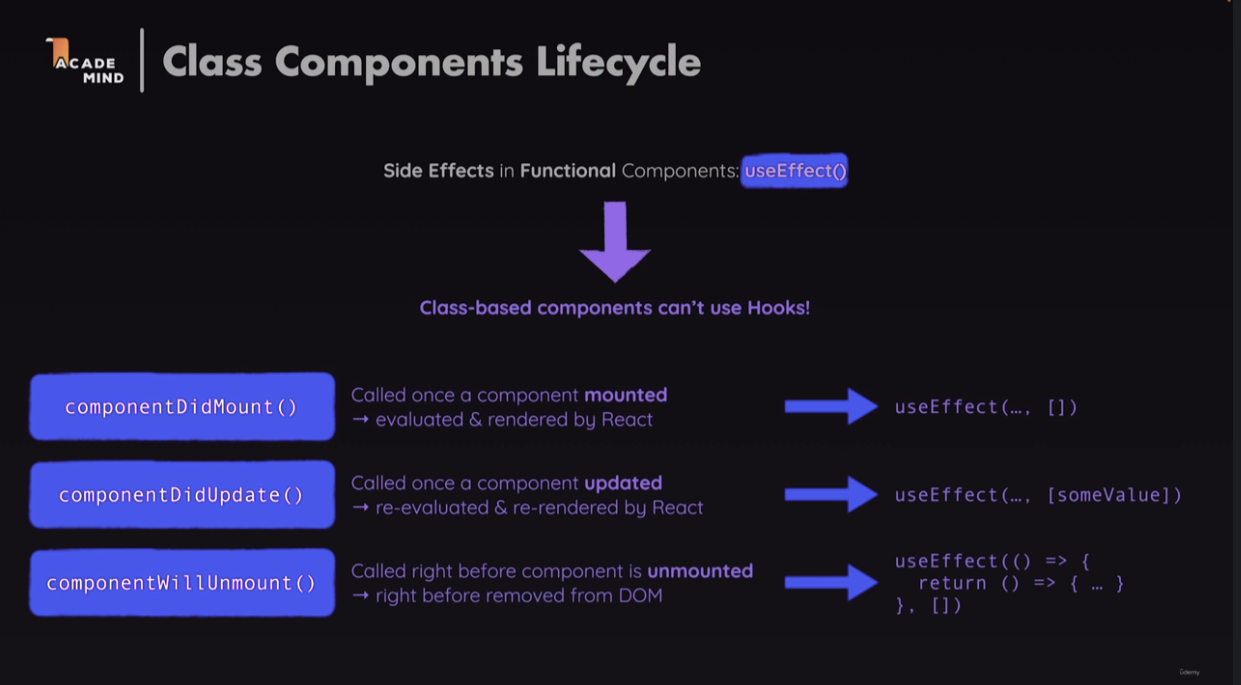 ACADE
MIND
Class Components Lifecycle
Side Effects in Functional Components: useEffect()
Class-based components can’t use Hooks!
componentDidMount()
Called once a component mounted
→ evaluated & rendered by React
useEffect(…, [])
componentDidUpdate()
Called once a component updated
→ re-evaluated & re-rendered by React
useEffect(…, [someValue])
componentWillUnmount()
Called right before component is unmounted
→ right before removed from DOM
useEffect(() => {
return () => { … }
}, [])
ûdemy